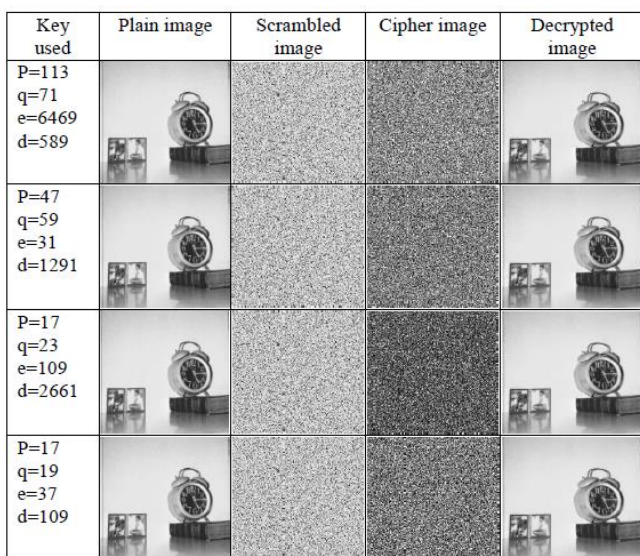 Key used
Plain image
Scrambled image
Cipher image
Decrypted image
P=113
q=71
e=6469
d=589
P=47
q=59
e=31
d=1291
P=17
q=23
e=109
d=2661
P=17
q=19
e=37
d=109